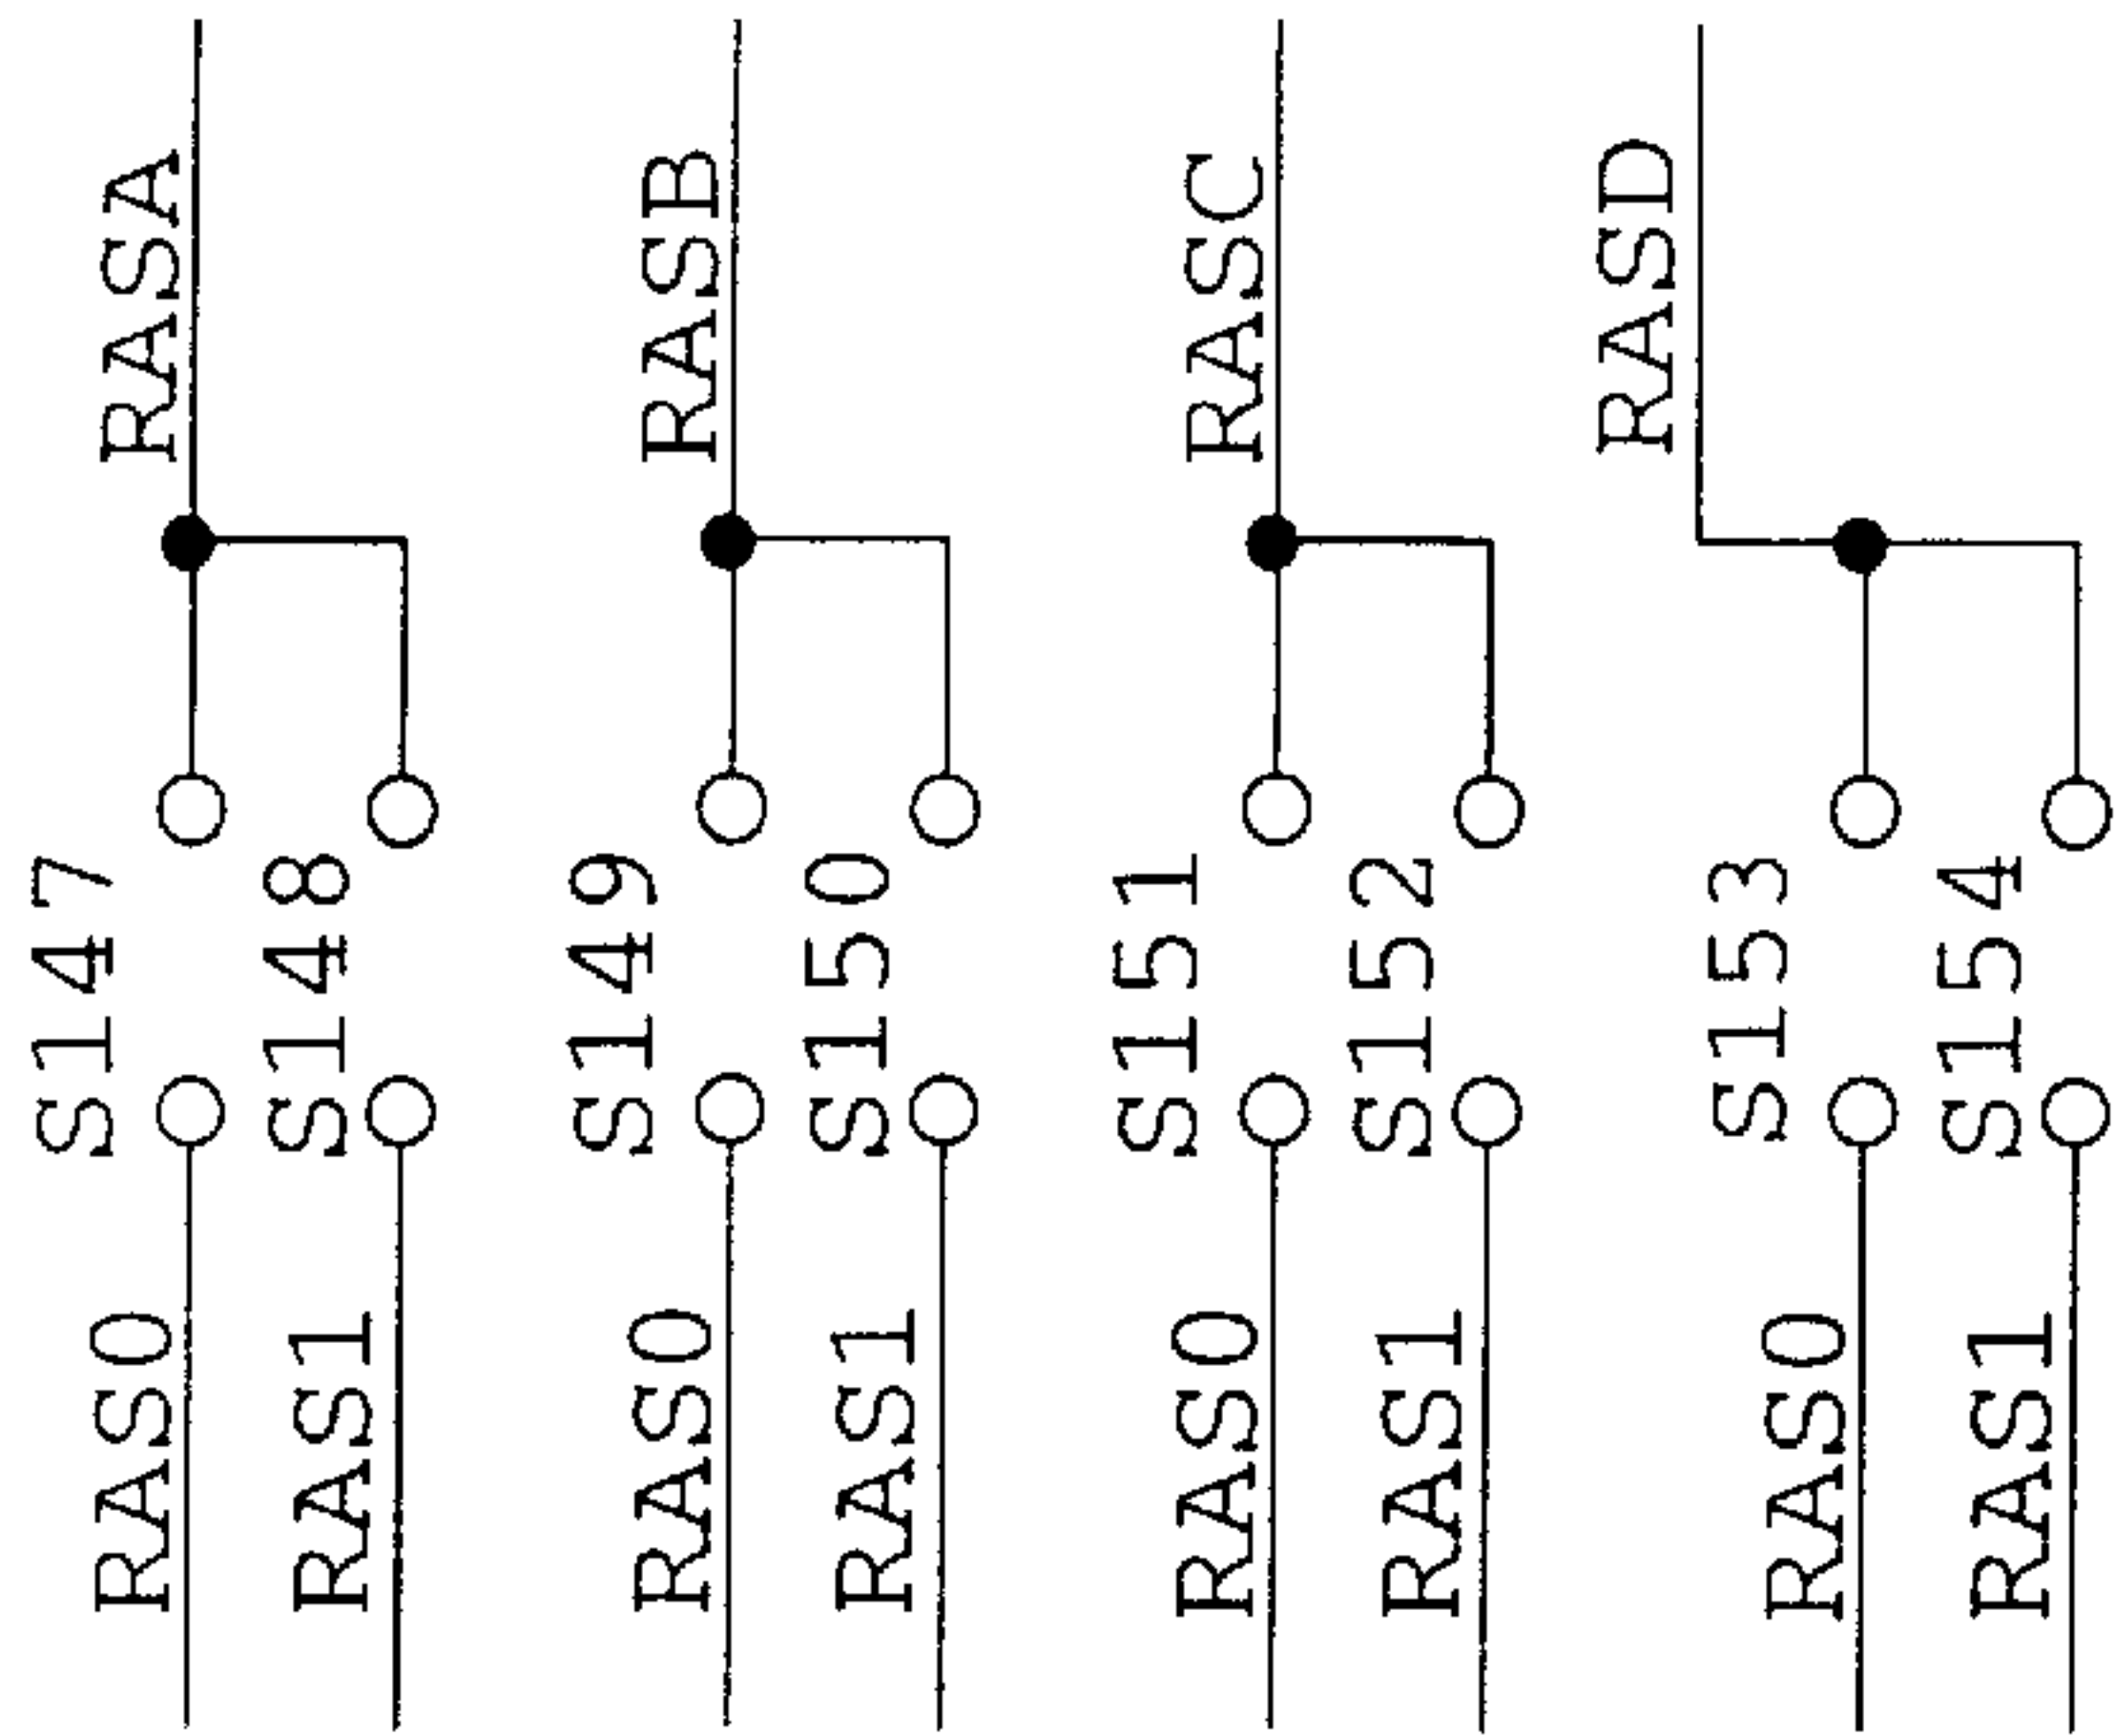 RAS0 S147 RASA
RAS1 S148
RAS0 S149 RASB
RAS1 S150
RAS0 S151 RASC
RAS1 S152
RAS0 S153 RASD
RAS1 S154